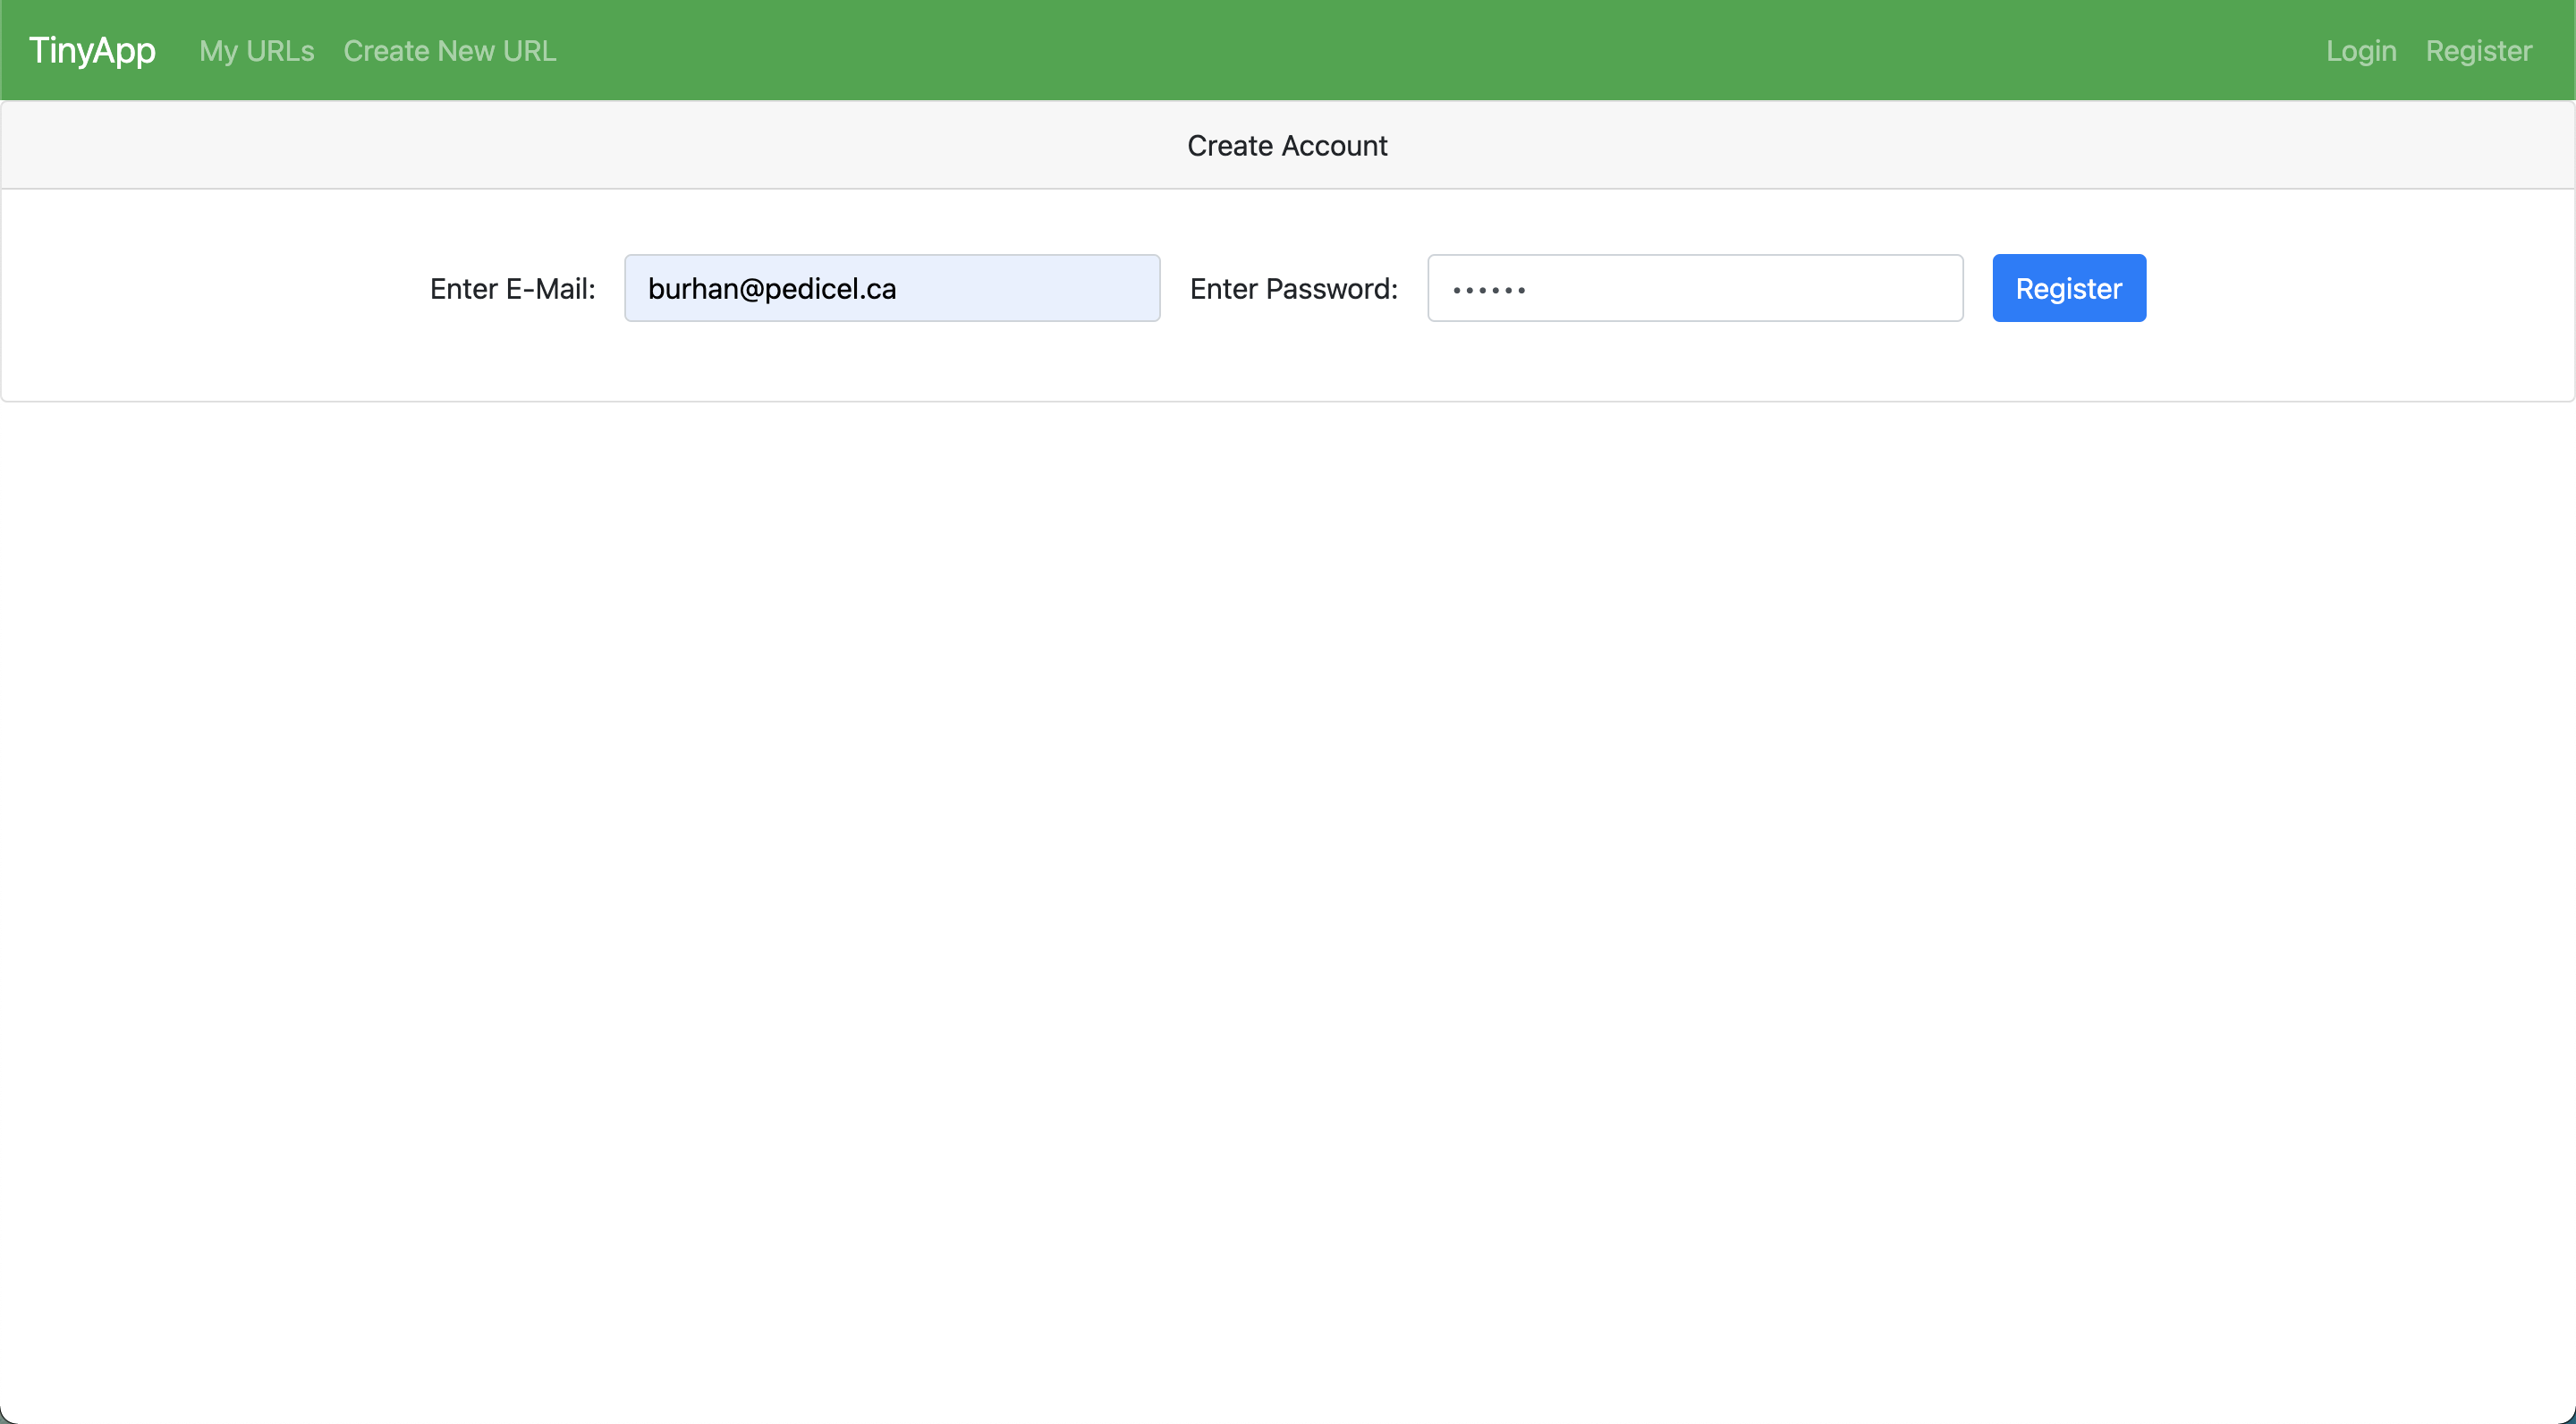 TinyApp My URLs Create New URL Login Register
Create Account
Enter E-Mail: burhan@pedicel.ca Enter Password: •••••• Register